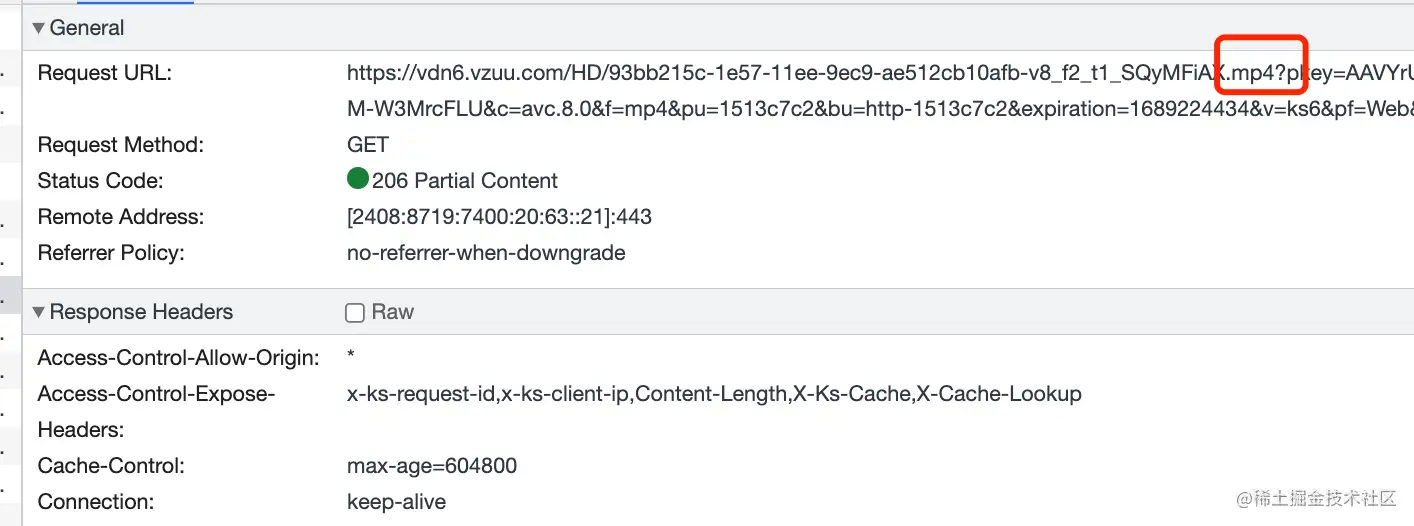 General
Request URL: https://vdn6.vzuu.com/HD/93bb215c-1e57-11ee-9ec9-ae512cb10afb-v8_f2_t1_SQyMFiAX.mp4?pkey=AAVYrU
M-W3MrcFLU&c=avc.8.0&f=mp4&pu=1513c7c2&bu=http-1513c7c2&expiration=1689224434&v=ks6&pf=Web&
Request Method: GET
Status Code: 206 Partial Content
Remote Address: [2408:8719:7400:20:63::21]:443
Referrer Policy: no-referrer-when-downgrade
Response Headers Raw
Access-Control-Allow-Origin: *
Access-Control-Expose- x-ks-request-id,x-ks-client-ip,Content-Length,X-Ks-Cache,X-Cache-Lookup
Headers:
Cache-Control: max-age=604800
Connection: keep-alive
@稀土掘金技术社区